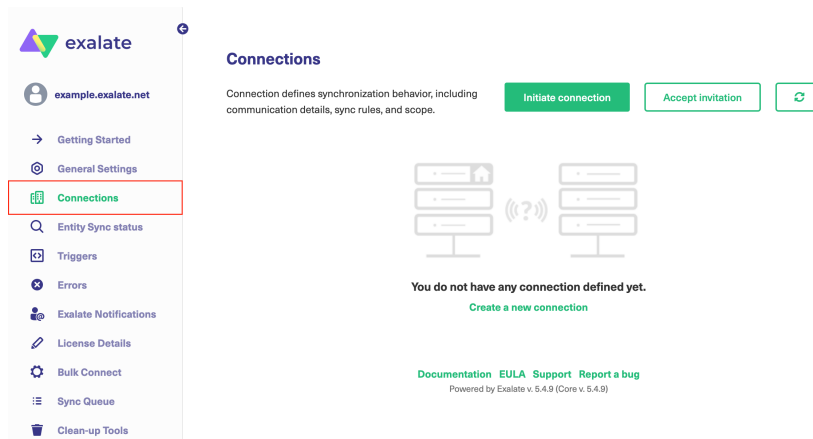 exalate
example.exalate.net
Getting Started
General Settings
Connections
Entity Sync status
Triggers
Errors
Exalate Notifications
License Details
Bulk Connect
Sync Queue
Clean-up Tools
Connections
Connection defines synchronization behavior, including
communication details, sync rules, and scope.
Initiate connection
Accept invitation
You do not have any connection defined yet.
Create a new connection
Documentation EULA Support Report a bug
Powered by Exalate v. 5.4.9 (Core v. 5.4.9)